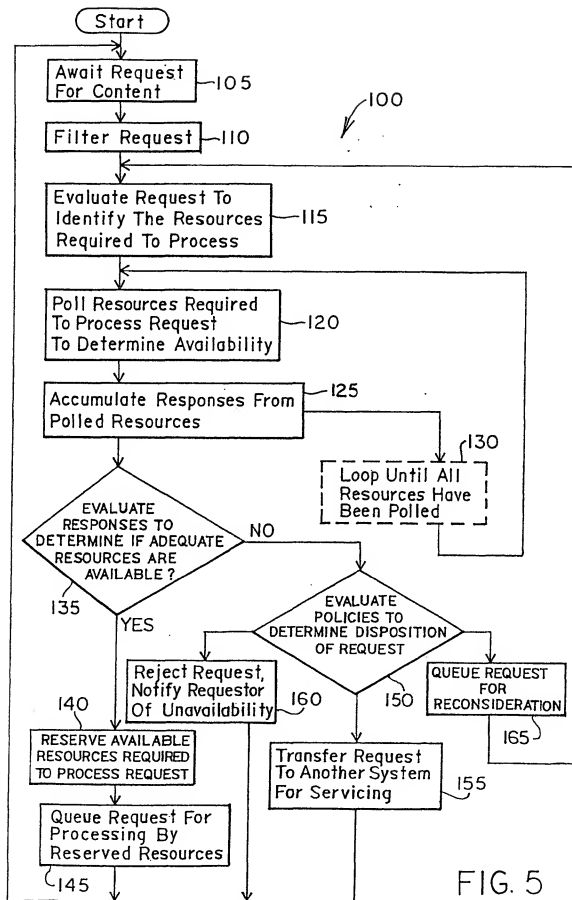 Start
Await Request
For Content
105
100
Filter Request
110
Evaluate Request To
Identify The Resources
Required To Process
115
Poll Resources Required
To Process Request
To Determine Availability
120
Accumulate Responses From
Polled Resources
125
130
Loop Until All
Resources Have
Been Polled
EVALUATE
RESPONSES TO
DETERMINE IF ADEQUATE
RESOURCES ARE
AVAILABLE ?
135
NO
YES
EVALUATE
POLICIES TO
DETERMINE DISPOSITION
OF REQUEST
150
Reject Request,
Notify Requestor
Of Unavailability
160
QUEUE REQUEST
FOR
RECONSIDERATION
165
140
RESERVE AVAILABLE
RESOURCES REQUIRED
TO PROCESS REQUEST
Transfer Request
To Another System
For Servicing
155
Queue Request For
Processing By
Reserved Resources
145
FIG. 5